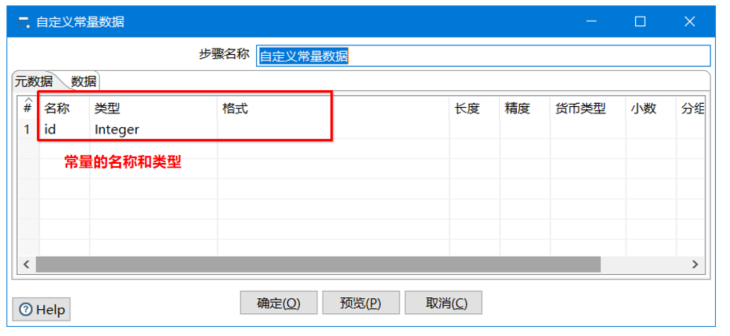 自定义常量数据
步骤名称 自定义常量数据
元数据 数据
# 名称 类型 格式 长度 精度 货币类型 小数 分组
1 id Integer
常量的名称和类型
确定(O) 预览(P) 取消(C)
Help